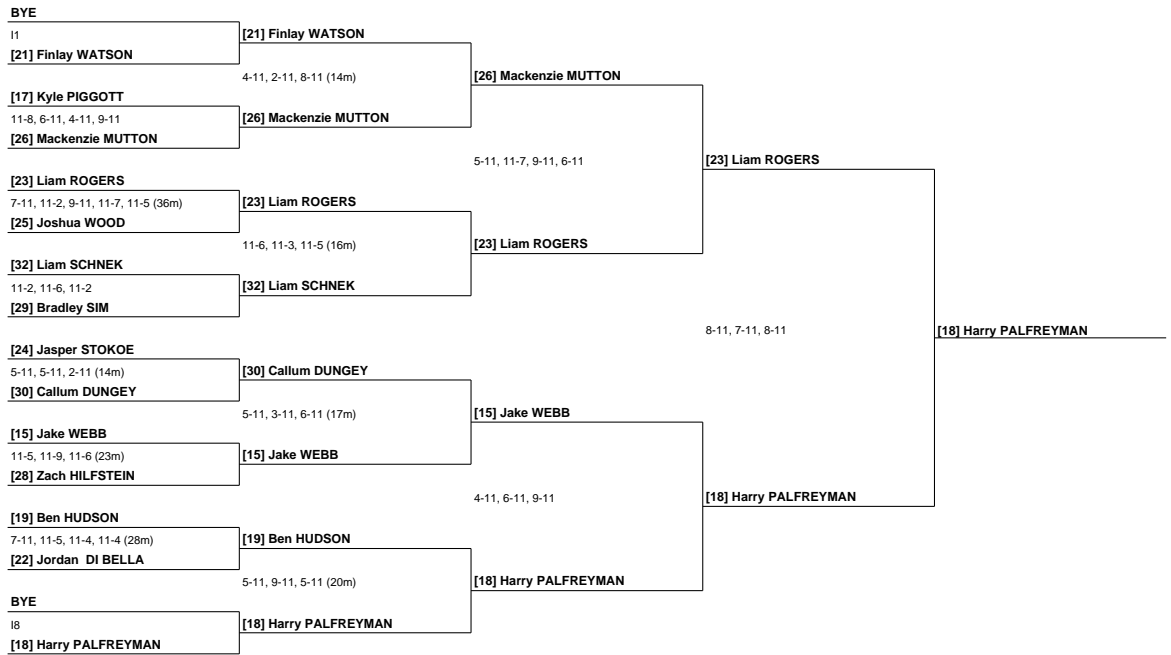 BYE
I1
[21] Finlay WATSON
[17] Kyle PIGGOTT
11-8, 6-11, 4-11, 9-11
[26] Mackenzie MUTTON
[23] Liam ROGERS
7-11, 11-2, 9-11, 11-7, 11-5 (36m)
[25] Joshua WOOD
[32] Liam SCHNEK
11-2, 11-6, 11-2
[29] Bradley SIM
[24] Jasper STOKOE
5-11, 5-11, 2-11 (14m)
[30] Callum DUNGEY
[15] Jake WEBB
11-5, 11-9, 11-6 (23m)
[28] Zach HILFSTEIN
[19] Ben HUDSON
7-11, 11-5, 11-4, 11-4 (28m)
[22] Jordan DI BELLA
BYE
I8
[18] Harry PALFREYMAN
[21] Finlay WATSON
4-11, 2-11, 8-11 (14m)
[26] Mackenzie MUTTON
[23] Liam ROGERS
11-6, 11-3, 11-5 (16m)
[32] Liam SCHNEK
[30] Callum DUNGEY
5-11, 3-11, 6-11 (17m)
[15] Jake WEBB
[19] Ben HUDSON
5-11, 9-11, 5-11 (20m)
[18] Harry PALFREYMAN
[26] Mackenzie MUTTON
5-11, 11-7, 9-11, 6-11
[23] Liam ROGERS
[15] Jake WEBB
4-11, 6-11, 9-11
[18] Harry PALFREYMAN
[23] Liam ROGERS
8-11, 7-11, 8-11
[18] Harry PALFREYMAN
[18] Harry PALFREYMAN